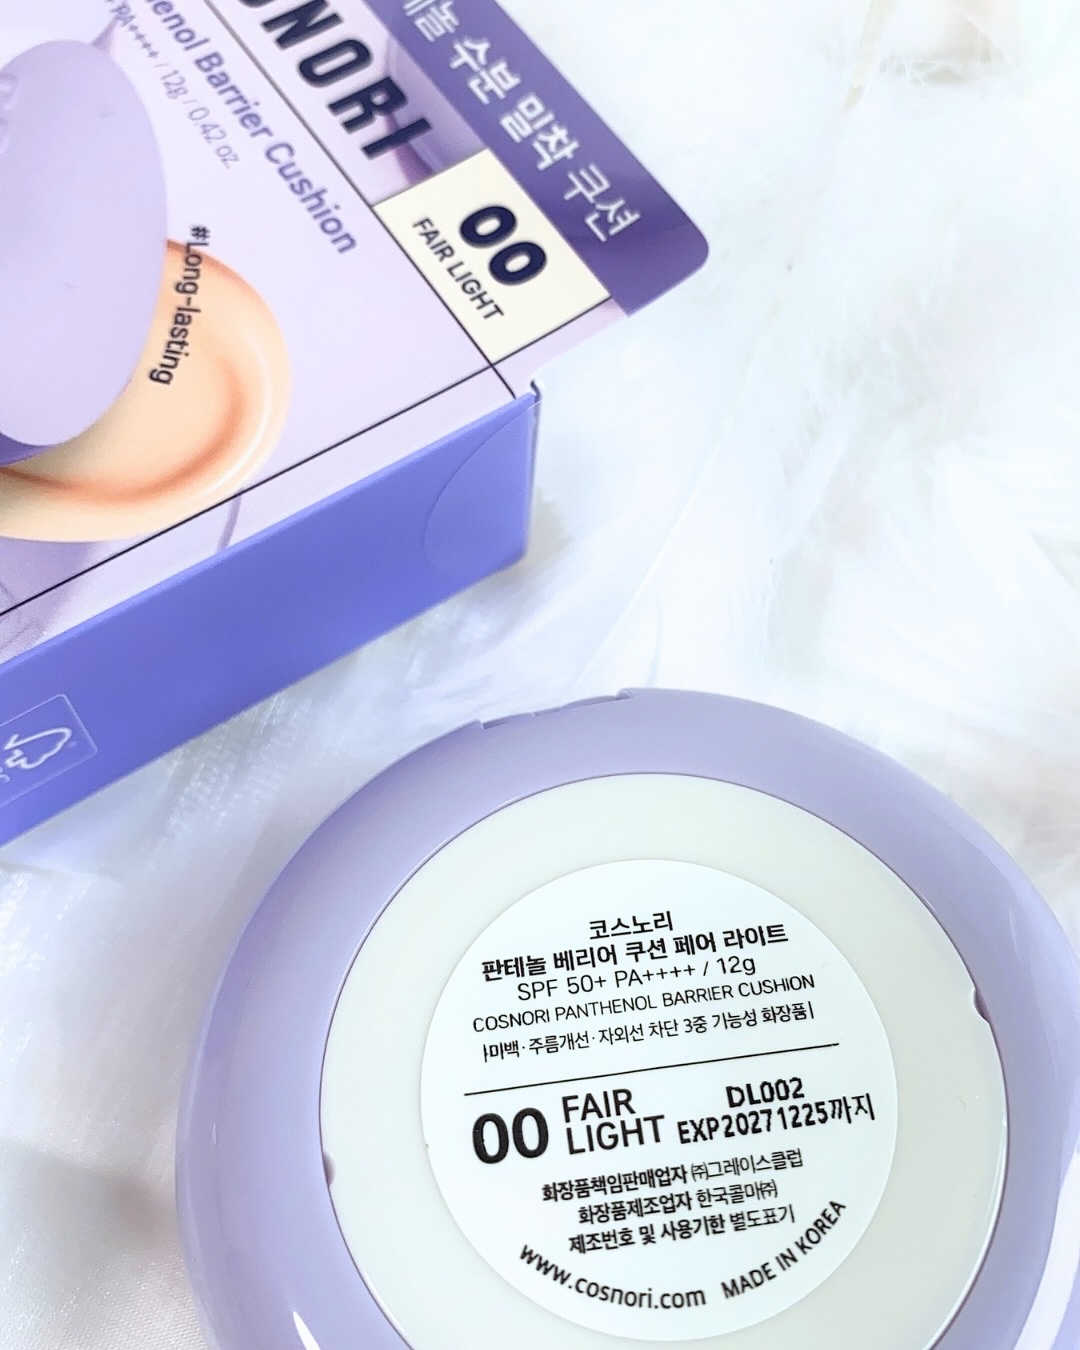 수분 밀착 쿠션
Barrier Cushion
PA++++ / 12g / 0.42 oz.
00
FAIR LIGHT
#Long-lasting
코스노리
판테놀 베리어 쿠션 페어 라이트
SPF 50+ PA++++ / 12g
COSNORI PANTHENOL BARRIER CUSHION
|미백·주름개선·자외선 차단 3중 기능성 화장품|
00 FAIR LIGHT
DL002
EXP20271225까지
화장품책임판매업자 ㈜그레이스클럽
화장품제조업자 한국콜마㈜
제조번호 및 사용기한 별도표기
www.cosnori.com MADE IN KOREA